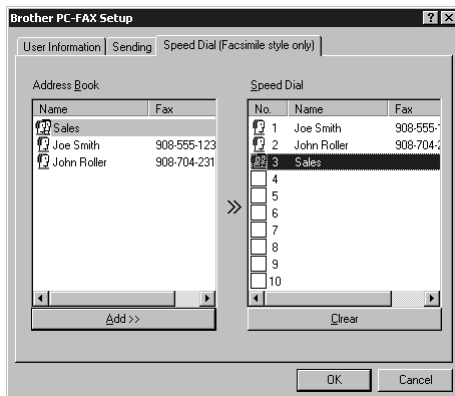 Brother PC-FAX Setup
User Information Sending Speed Dial (Facsimile style only)
Address Book Speed Dial
Name Fax No. Name Fax
Sales 1 Joe Smith 908-555-1
Joe Smith 908-555-123 2 John Roller 908-704-2
John Roller 908-704-231 3 Sales
4
5
6
7
8
9
10
Add >> Clrear
OK Cancel